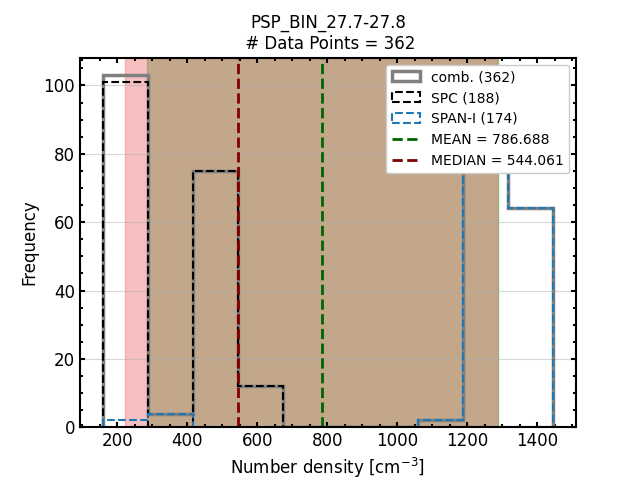 PSP_BIN_27.7-27.8
# Data Points = 362
comb. (362)
SPC (188)
SPAN-I (174)
MEAN = 786.688
MEDIAN = 544.061
Frequency
100
80
60
40
20
0
200 400 600 800 1000 1200 1400
Number density [cm⁻³]